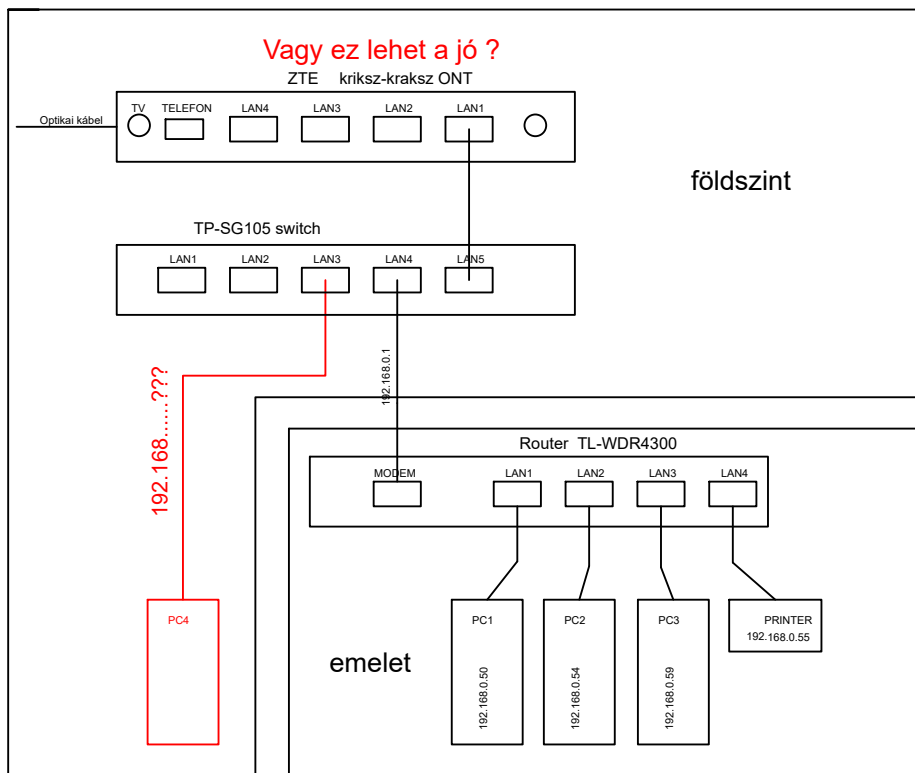 Vagy ez lehet a jó ?
ZTE kriksz-kraksz ONT
Optikai kábel
TV TELEFON LAN4 LAN3 LAN2 LAN1
földszint
TP-SG105 switch
LAN1 LAN2 LAN3 LAN4 LAN5
192.168......???
192.168.0.1
Router TL-WDR4300
MODEM LAN1 LAN2 LAN3 LAN4
PC4
PC1 PC2 PC3 PRINTER
192.168.0.55
192.168.0.50
192.168.0.54
192.168.0.59
emelet